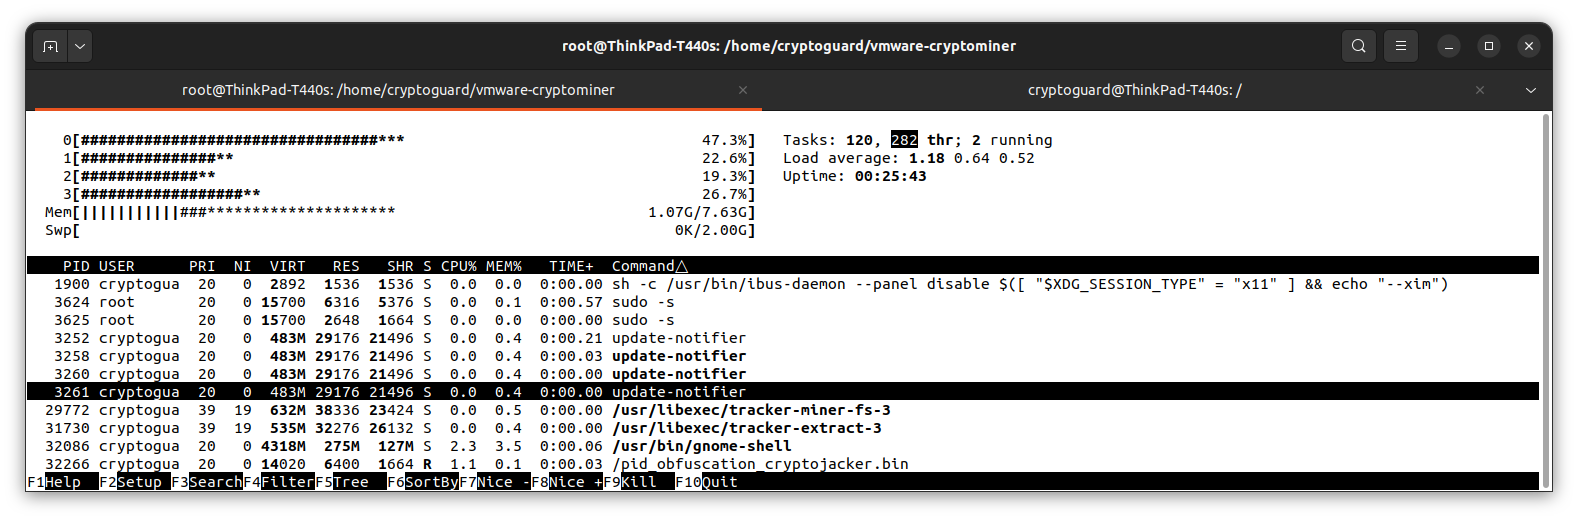 root@ThinkPad-T440s: /home/cryptoguard/vmware-cryptominer
root@ThinkPad-T440s: /home/cryptoguard/vmware-cryptominer × cryptoguard@ThinkPad-T440s: / ×
0[#################################*** 47.3%] Tasks: 120, 282 thr; 2 running
1[###############** 22.6%] Load average: 1.18 0.64 0.52
2[#############** 19.3%] Uptime: 00:25:43
3[##################** 26.7%]
Mem[|||||||||||###********************* 1.07G/7.63G]
Swp[ 0K/2.00G]
PID USER PRI NI VIRT RES SHR S CPU% MEM% TIME+ Command△
1900 cryptogua 20 0 2892 1536 1536 S 0.0 0.0 0:00.00 sh -c /usr/bin/ibus-daemon --panel disable $([ "$XDG_SESSION_TYPE" = "x11" ] && echo "--xim")
3624 root 20 0 15700 6316 5376 S 0.0 0.1 0:00.57 sudo -s
3625 root 20 0 15700 2648 1664 S 0.0 0.0 0:00.00 sudo -s
3252 cryptogua 20 0 483M 29176 21496 S 0.0 0.4 0:00.21 update-notifier
3258 cryptogua 20 0 483M 29176 21496 S 0.0 0.4 0:00.03 update-notifier
3260 cryptogua 20 0 483M 29176 21496 S 0.0 0.4 0:00.00 update-notifier
3261 cryptogua 20 0 483M 29176 21496 S 0.0 0.4 0:00.00 update-notifier
29772 cryptogua 39 19 632M 38336 23424 S 0.0 0.5 0:00.00 /usr/libexec/tracker-miner-fs-3
31730 cryptogua 39 19 535M 32276 26132 S 0.0 0.4 0:00.00 /usr/libexec/tracker-extract-3
32086 cryptogua 20 0 4318M 275M 127M S 2.3 3.5 0:00.06 /usr/bin/gnome-shell
32266 cryptogua 20 0 14020 6400 1664 R 1.1 0.1 0:00.03 /pid_obfuscation_cryptojacker.bin
F1Help F2Setup F3SearchF4FilterF5Tree F6SortByF7Nice -F8Nice +F9Kill F10Quit